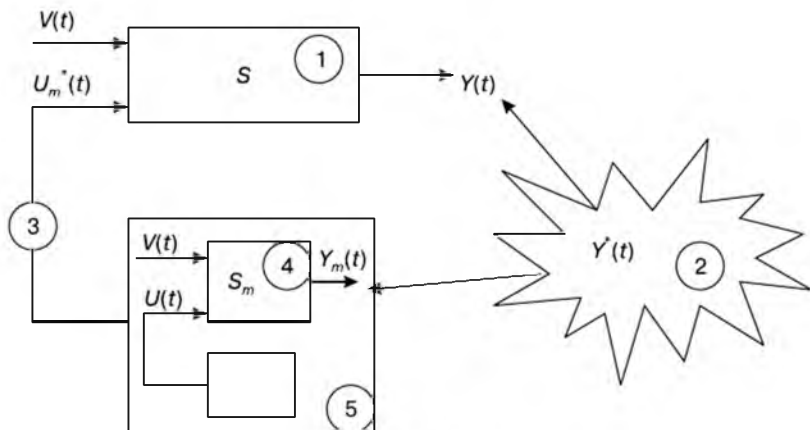 V(t)
1
S
U_m^*(t)
Y(t)
3
V(t)
4
Y_m(t)
S_m
U(t)
Y^*(t)
2
5